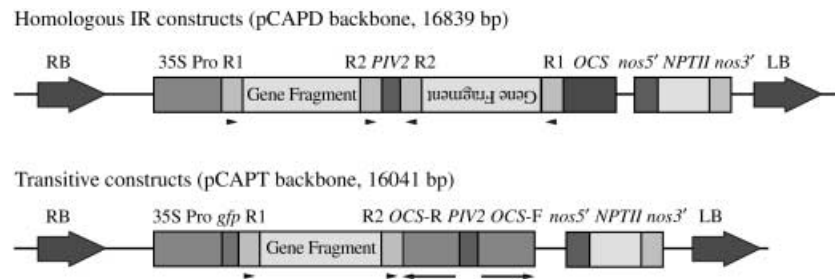 Homologous IR constructs (pCAPD backbone, 16839 bp)
RB 35S Pro R1 R2 PIV2 R2 R1 OCS nos5′ NPTII nos3′ LB
Gene Fragment Gene Fragment
Transitive constructs (pCAPT backbone, 16041 bp)
RB 35S Pro gfp R1 R2 OCS-R PIV2 OCS-F nos5′ NPTII nos3′ LB
Gene Fragment